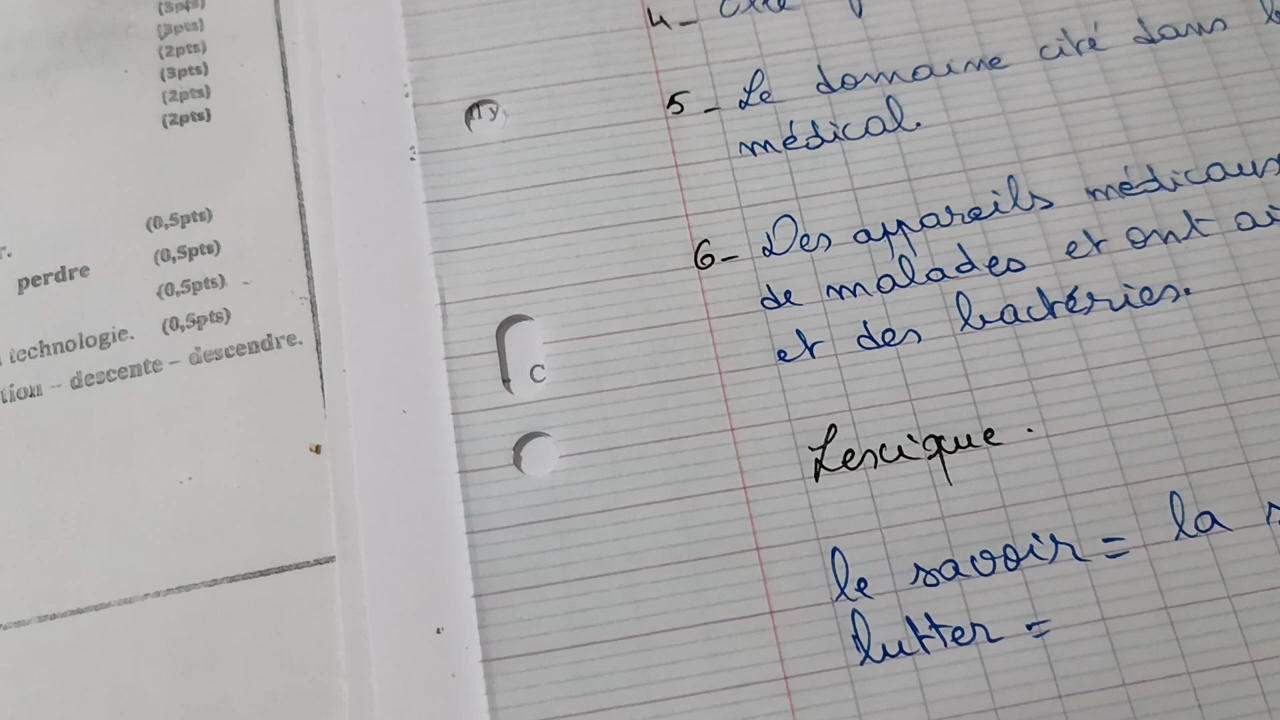 (3pts)
(3pts)
(2pts)
(3pts)
(2pts)
(2pts)
(0,5pts)
r.
perdre (0,5pts)
(0,5pts)
technologie. (0,5pts)
tion – descente – descendre.
4-
5- Le domaine cité dans
médical.
6- Des appareils médicaux
de malades et ont
et des bactéries.
Lexique.
le savoir = la
lutter =